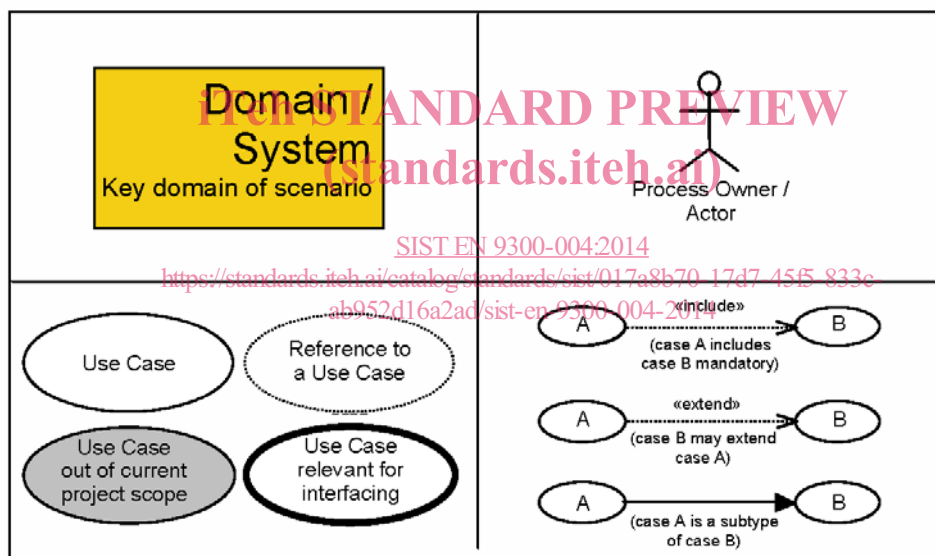 Domain /
System
Key domain of scenario
Process Owner /
Actor
iTeh STANDARD PREVIEW
(standards.iteh.ai)
SIST EN 9300-004:2014
https://standards.iteh.ai/catalog/standards/sist/017a8b70-17d7-45f5-833c-
ab952d16a2ad/sist-en-9300-004-2014
Use Case
Reference to
a Use Case
Use Case
out of current
project scope
Use Case
relevant for
interfacing
«include»
A
B
(case A includes
case B mandatory)
«extend»
A
B
(case B may extend
case A)
A
B
(case A is a subtype
of case B)